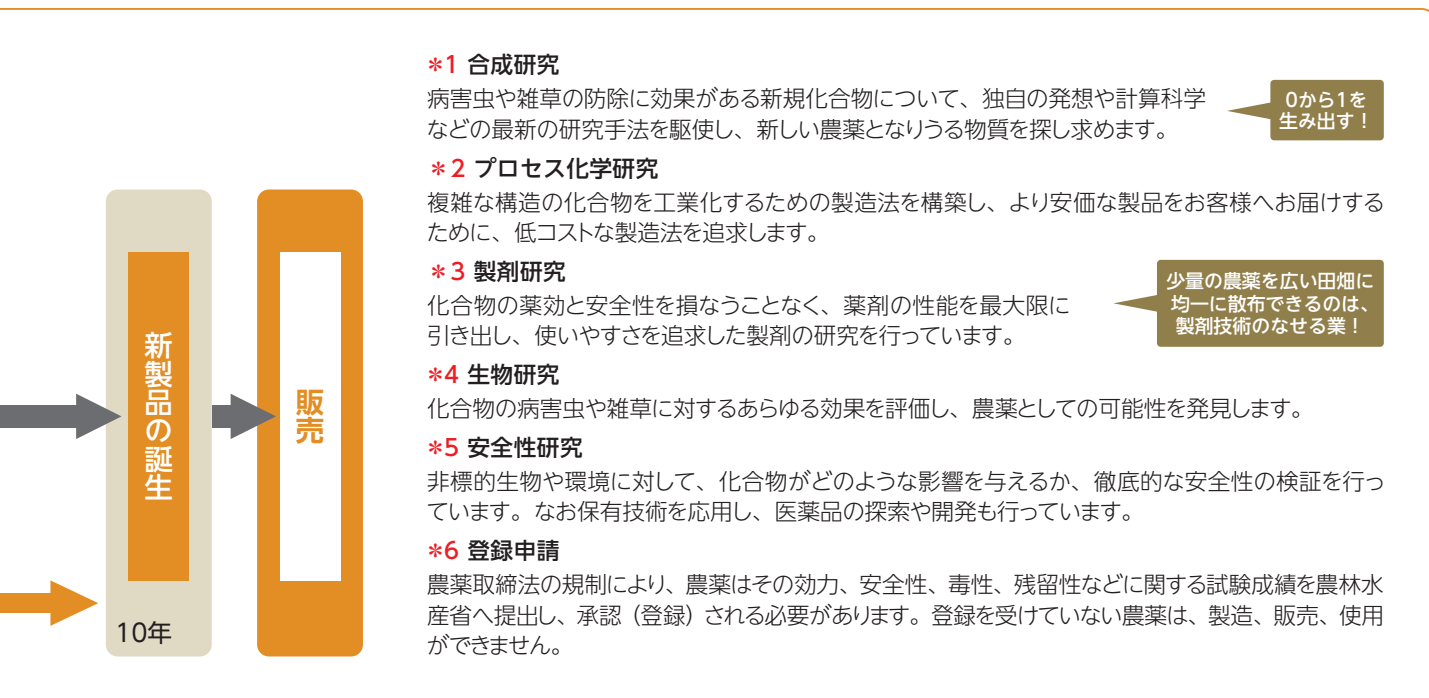 新製品の誕生
10年
販売
＊1 合成研究
病害虫や雑草の防除に効果がある新規化合物について、独自の発想や計算科学
などの最新の研究手法を駆使し、新しい農薬となりうる物質を探し求めます。
0から1を
生み出す！
＊2 プロセス化学研究
複雑な構造の化合物を工業化するための製造法を構築し、より安価な製品をお客様へお届けする
ために、低コストな製造法を追求します。
＊3 製剤研究
化合物の薬効と安全性を損なうことなく、薬剤の性能を最大限に
引き出し、使いやすさを追求した製剤の研究を行っています。
少量の農薬を広い田畑に
均一に散布できるのは、
製剤技術のなせる業！
＊4 生物研究
化合物の病害虫や雑草に対するあらゆる効果を評価し、農薬としての可能性を発見します。
＊5 安全性研究
非標的生物や環境に対して、化合物がどのような影響を与えるか、徹底的な安全性の検証を行っ
ています。なお保有技術を応用し、医薬品の探索や開発も行っています。
＊6 登録申請
農薬取締法の規制により、農薬はその効力、安全性、毒性、残留性などに関する試験成績を農林水
産省へ提出し、承認（登録）される必要があります。登録を受けていない農薬は、製造、販売、使用
ができません。